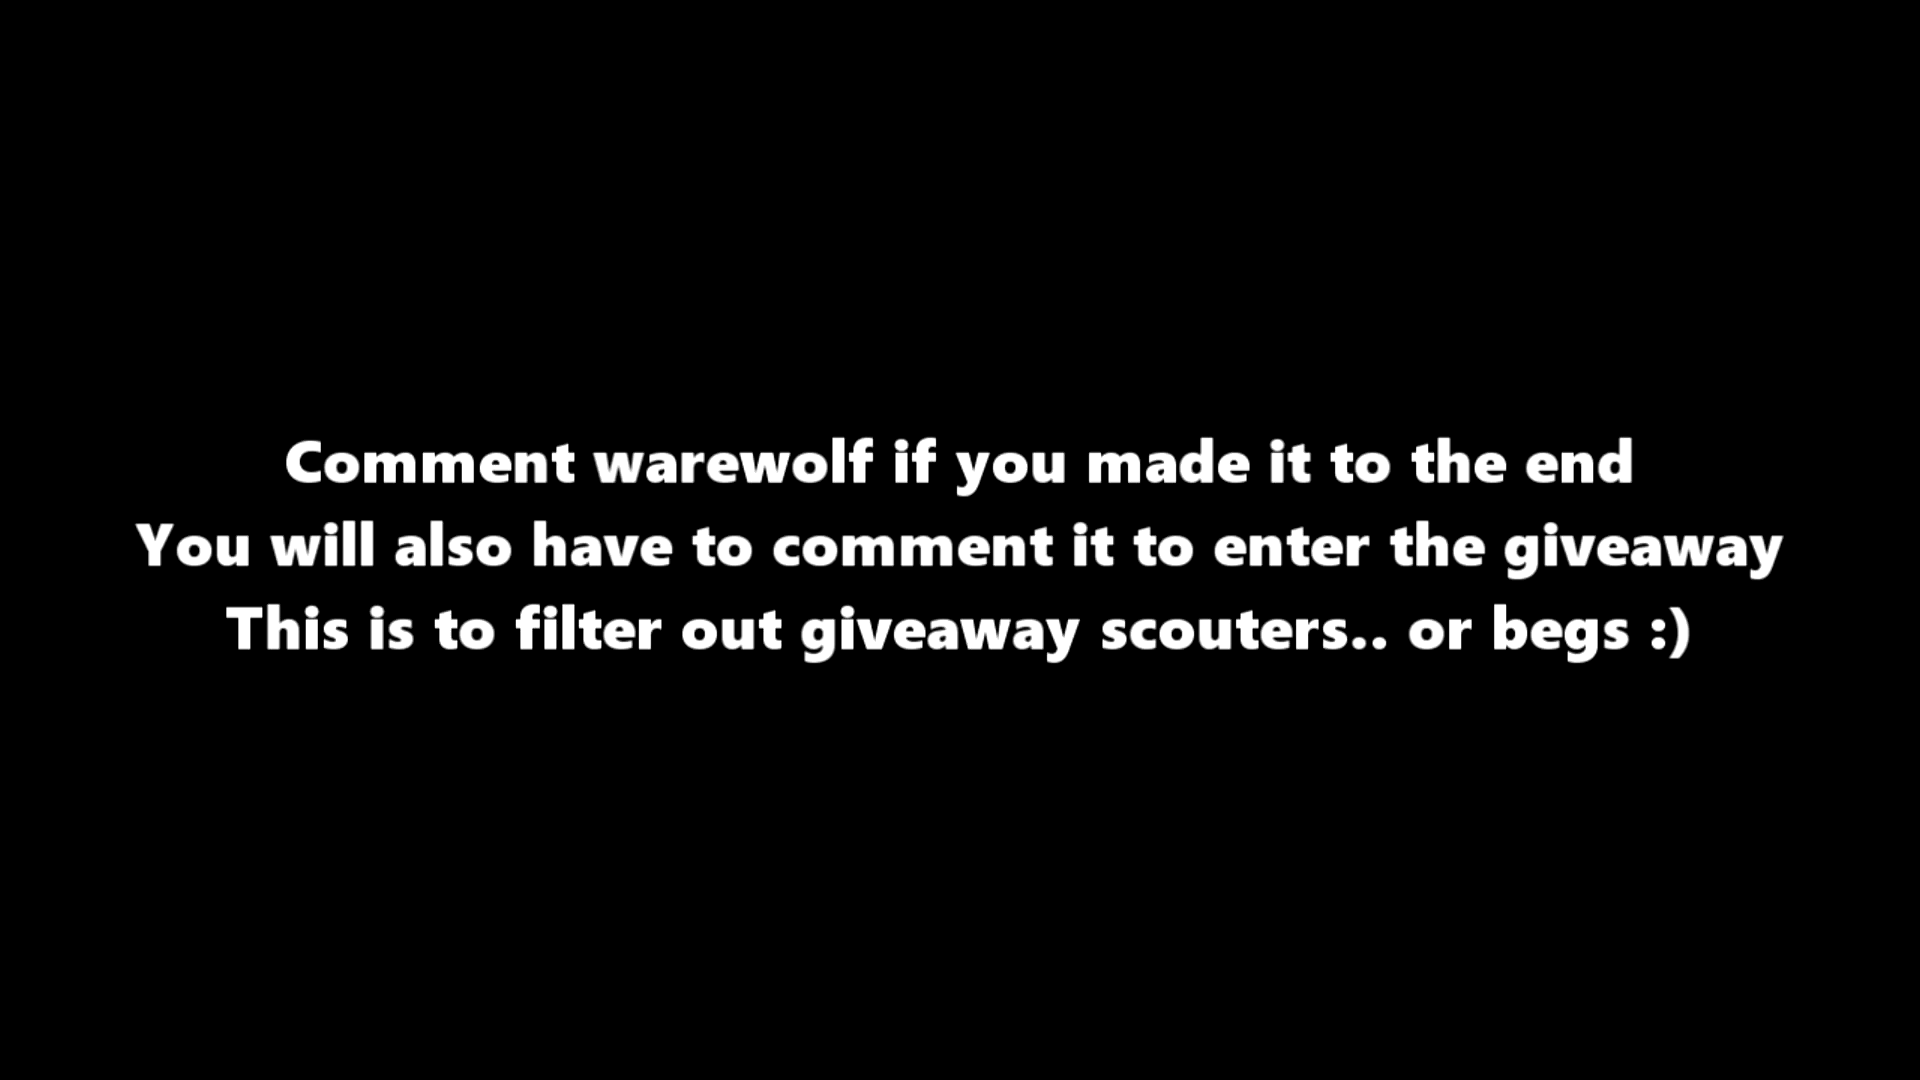 Comment warewolf if you made it to the end
You will also have to comment it to enter the giveaway
This is to filter out giveaway scouters.. or begs :)